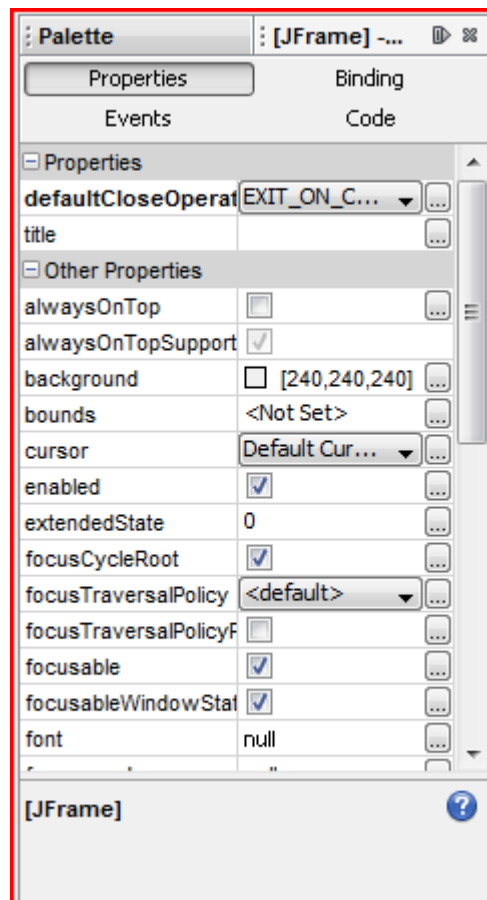 Palette [JFrame] -...
Properties Binding
Events Code
Properties
defaultCloseOperat EXIT_ON_C... ...
title ...
Other Properties
alwaysOnTop ...
alwaysOnTopSupport
background [240,240,240] ...
bounds <Not Set> ...
cursor Default Cur... ...
enabled ...
extendedState 0 ...
focusCycleRoot ...
focusTraversalPolicy <default> ...
focusTraversalPolicyP ...
focusable ...
focusableWindowStat ...
font null ...
[JFrame] ?